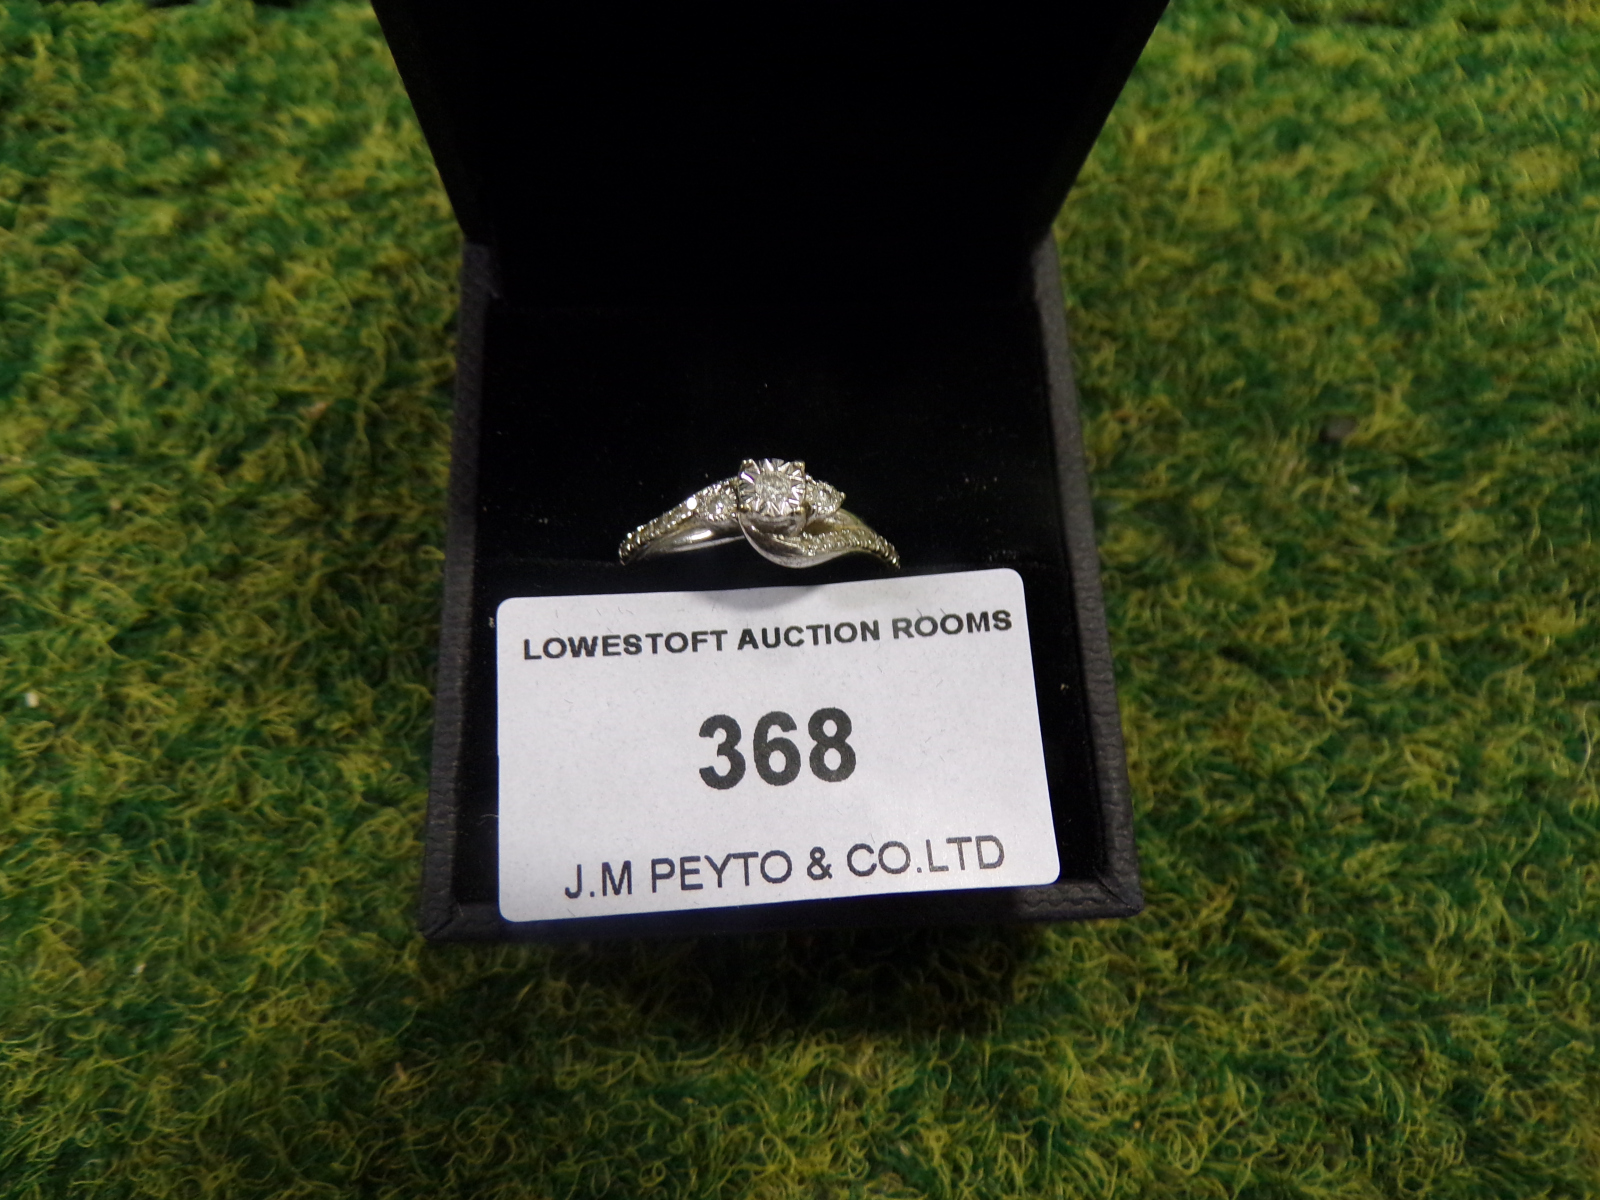 LOWESTOFT AUCTION ROOMS
368
J.M PEYTO & CO.LTD